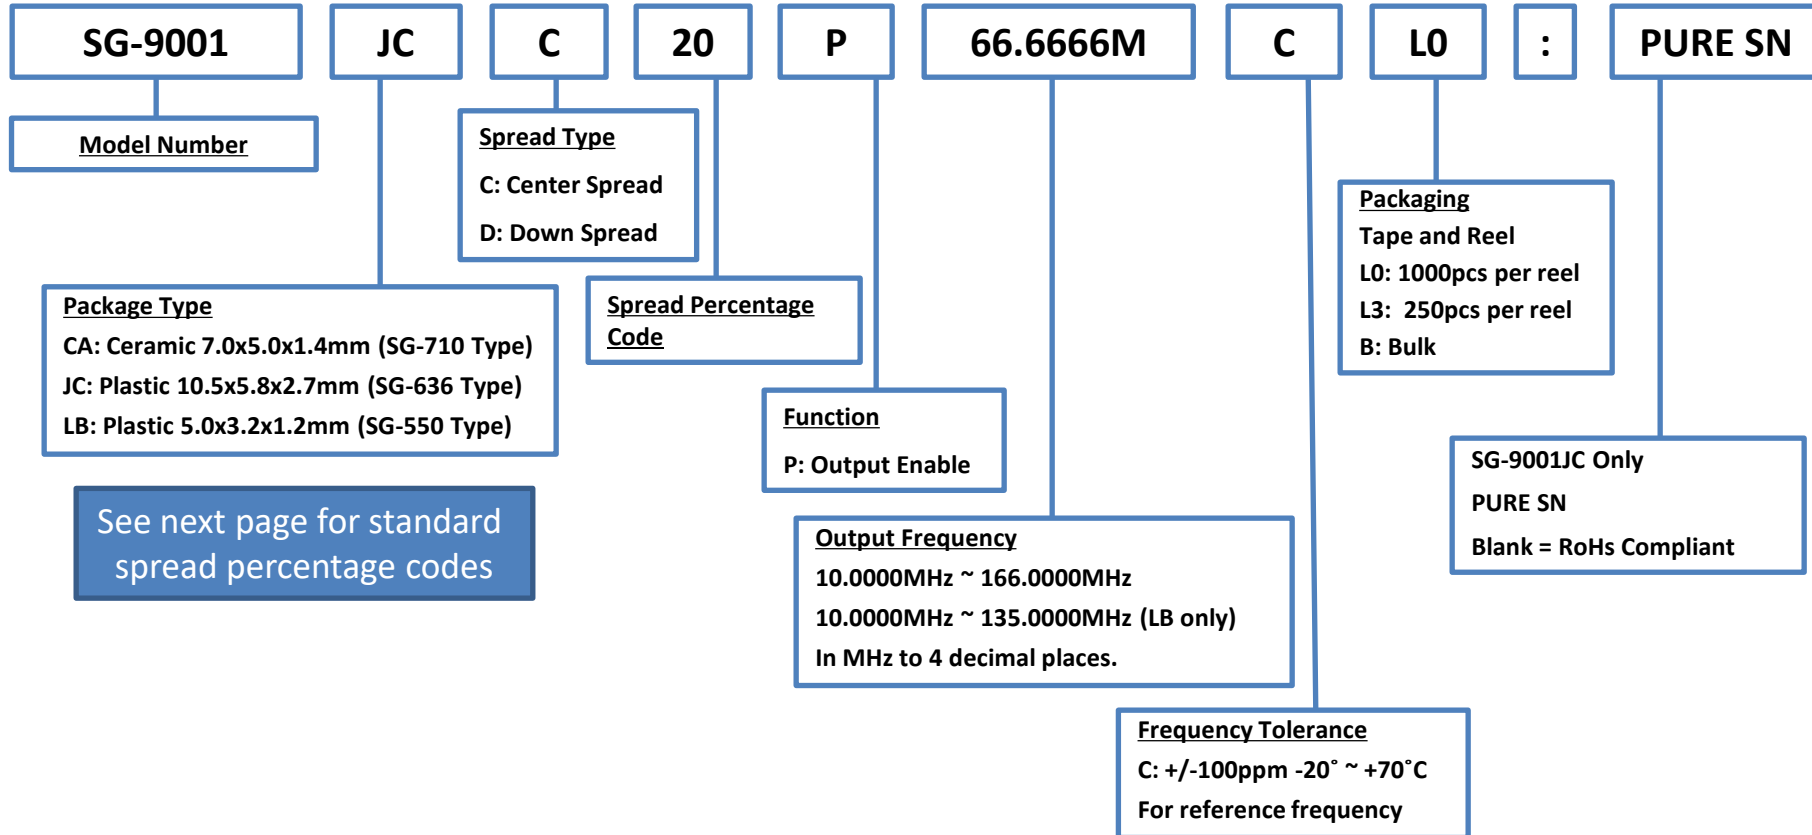 SG-9001 JC C 20 P 66.6666M C L0 : PURE SN
Model Number
Spread Type
C: Center Spread
D: Down Spread
Package Type
CA: Ceramic 7.0x5.0x1.4mm (SG-710 Type)
JC: Plastic 10.5x5.8x2.7mm (SG-636 Type)
LB: Plastic 5.0x3.2x1.2mm (SG-550 Type)
Spread Percentage
Code
Packaging
Tape and Reel
L0: 1000pcs per reel
L3:  250pcs per reel
B: Bulk
Function
P: Output Enable
SG-9001JC Only
PURE SN
Blank = RoHs Compliant
See next page for standard
spread percentage codes
Output Frequency
10.0000MHz ~ 166.0000MHz
10.0000MHz ~ 135.0000MHz (LB only)
In MHz to 4 decimal places.
Frequency Tolerance
C: +/-100ppm -20˚ ~ +70˚C
For reference frequency